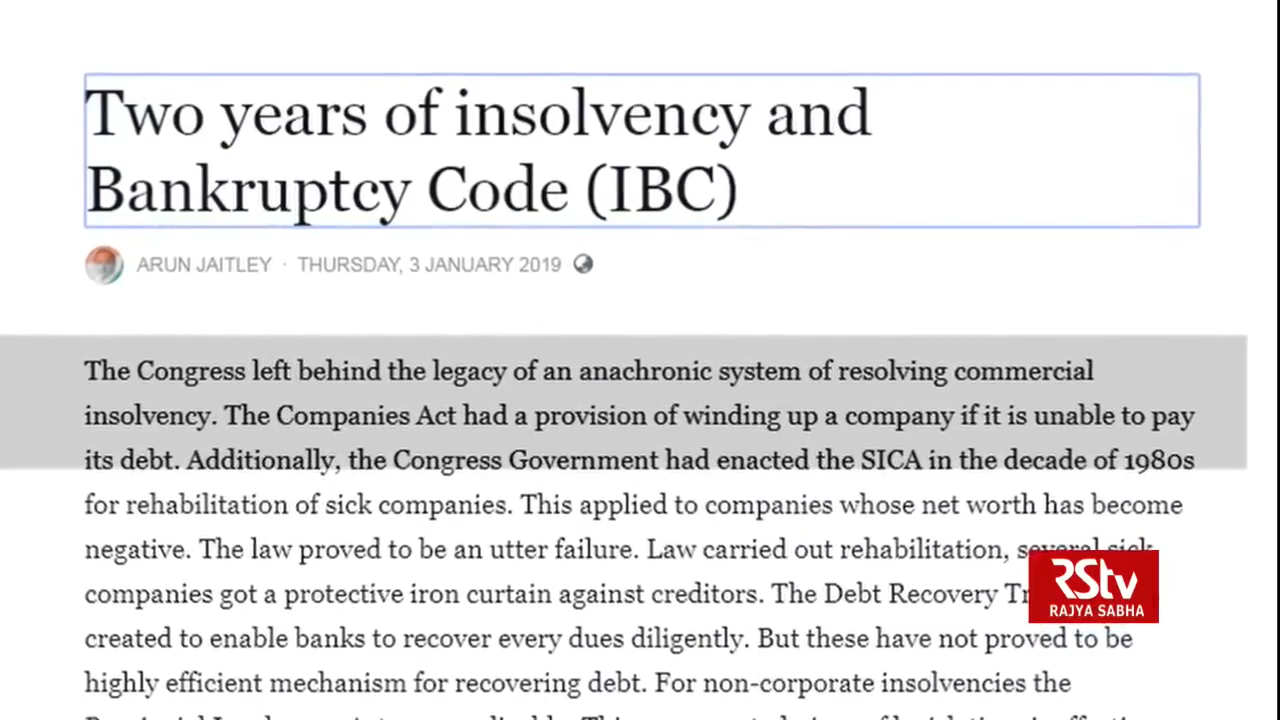 Two years of insolvency and
Bankruptcy Code (IBC)
ARUN JAITLEY · THURSDAY, 3 JANUARY 2019
The Congress left behind the legacy of an anachronic system of resolving commercial
insolvency. The Companies Act had a provision of winding up a company if it is unable to pay
its debt. Additionally, the Congress Government had enacted the SICA in the decade of 1980s
for rehabilitation of sick companies. This applied to companies whose net worth has become
negative. The law proved to be an utter failure. Law carried out rehabilitation, several sick
companies got a protective iron curtain against creditors. The Debt Recovery
created to enable banks to recover every dues diligently. But these have not proved to be
highly efficient mechanism for recovering debt. For non-corporate insolvencies the
RStv
RAJYA SABHA